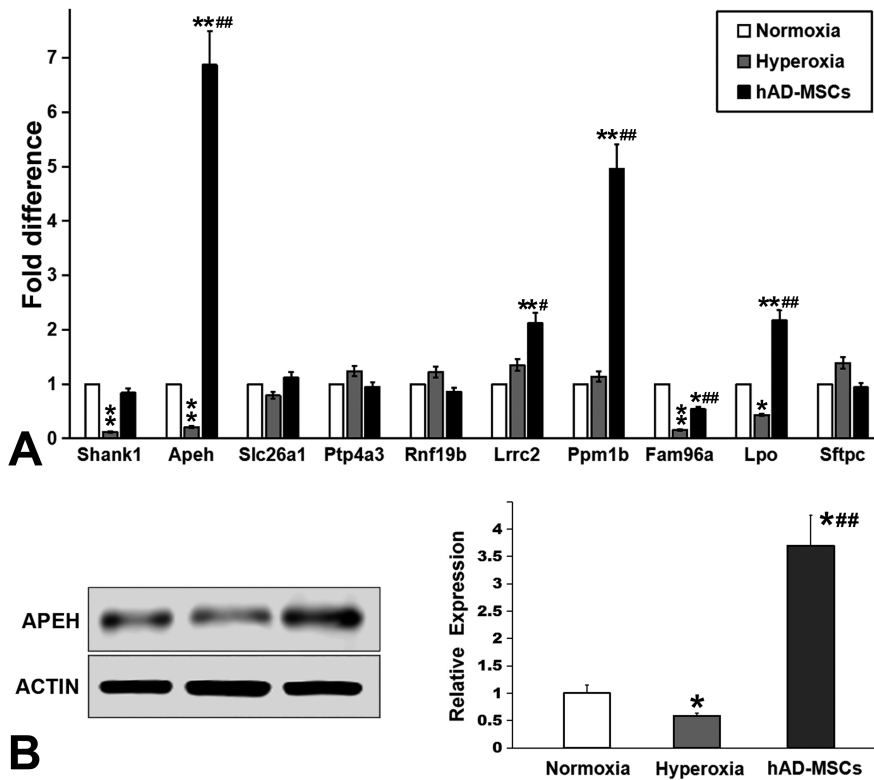 Normoxia
Hyperoxia
hAD-MSCs
Fold difference
7
6
5
4
3
2
1
0
**
**
**##
**#
**##
**
*##
*
**##
Shank1 Apeh Slc26a1 Ptp4a3 Rnf19b Lrrc2 Ppm1b Fam96a Lpo Sftpc
A
APEH
ACTIN
B
Relative Expression
4
3.5
3
2.5
2
1.5
1
0.5
0
*
*##
Normoxia Hyperoxia hAD-MSCs